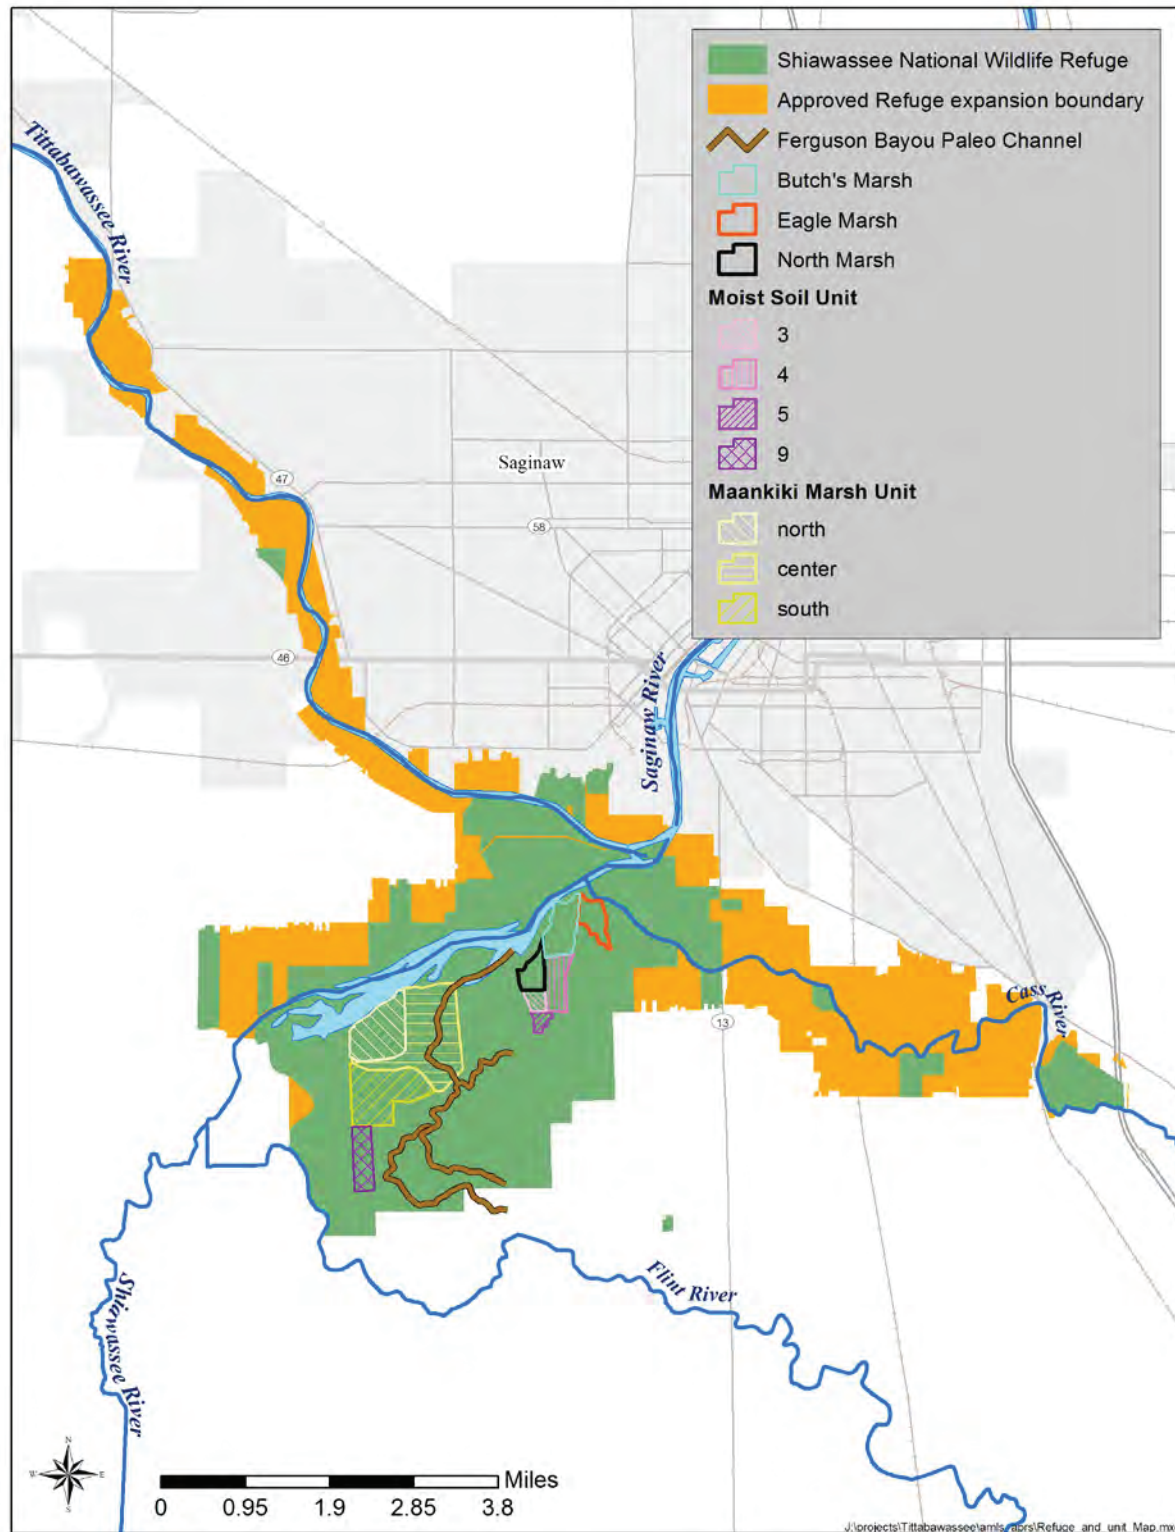 Shiawassee National Wildlife Refuge
Approved Refuge expansion boundary
Ferguson Bayou Paleo Channel
Butch's Marsh
Eagle Marsh
North Marsh
Moist Soil Unit
3
4
5
9
Maankiki Marsh Unit
north
center
south
Tittabawassee River
Saginaw
47
58
46
Saginaw River
Cass River
13
Flint River
Shiawassee River
N
W E
S
Miles
0 0.95 1.9 2.85 3.8